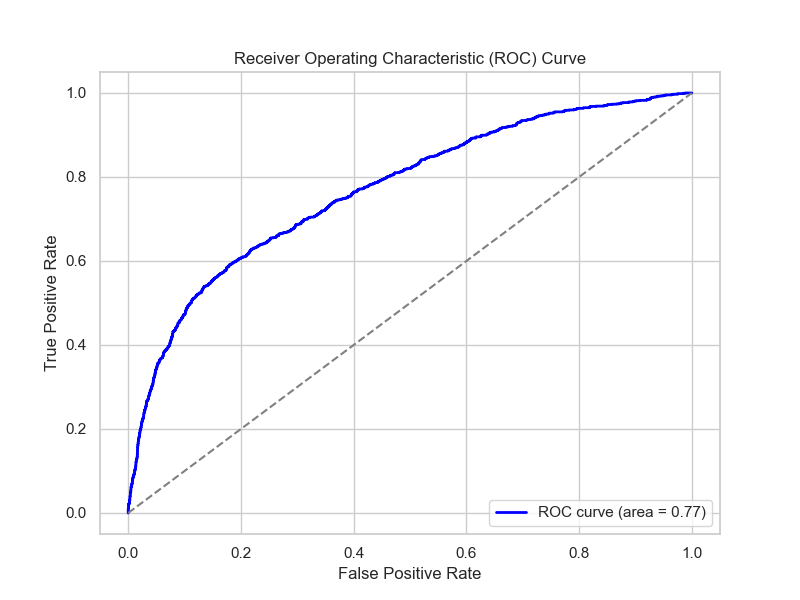 Receiver Operating Characteristic (ROC) Curve
True Positive Rate
1.0
0.8
0.6
0.4
0.2
0.0
ROC curve (area = 0.77)
0.0 0.2 0.4 0.6 0.8 1.0
False Positive Rate